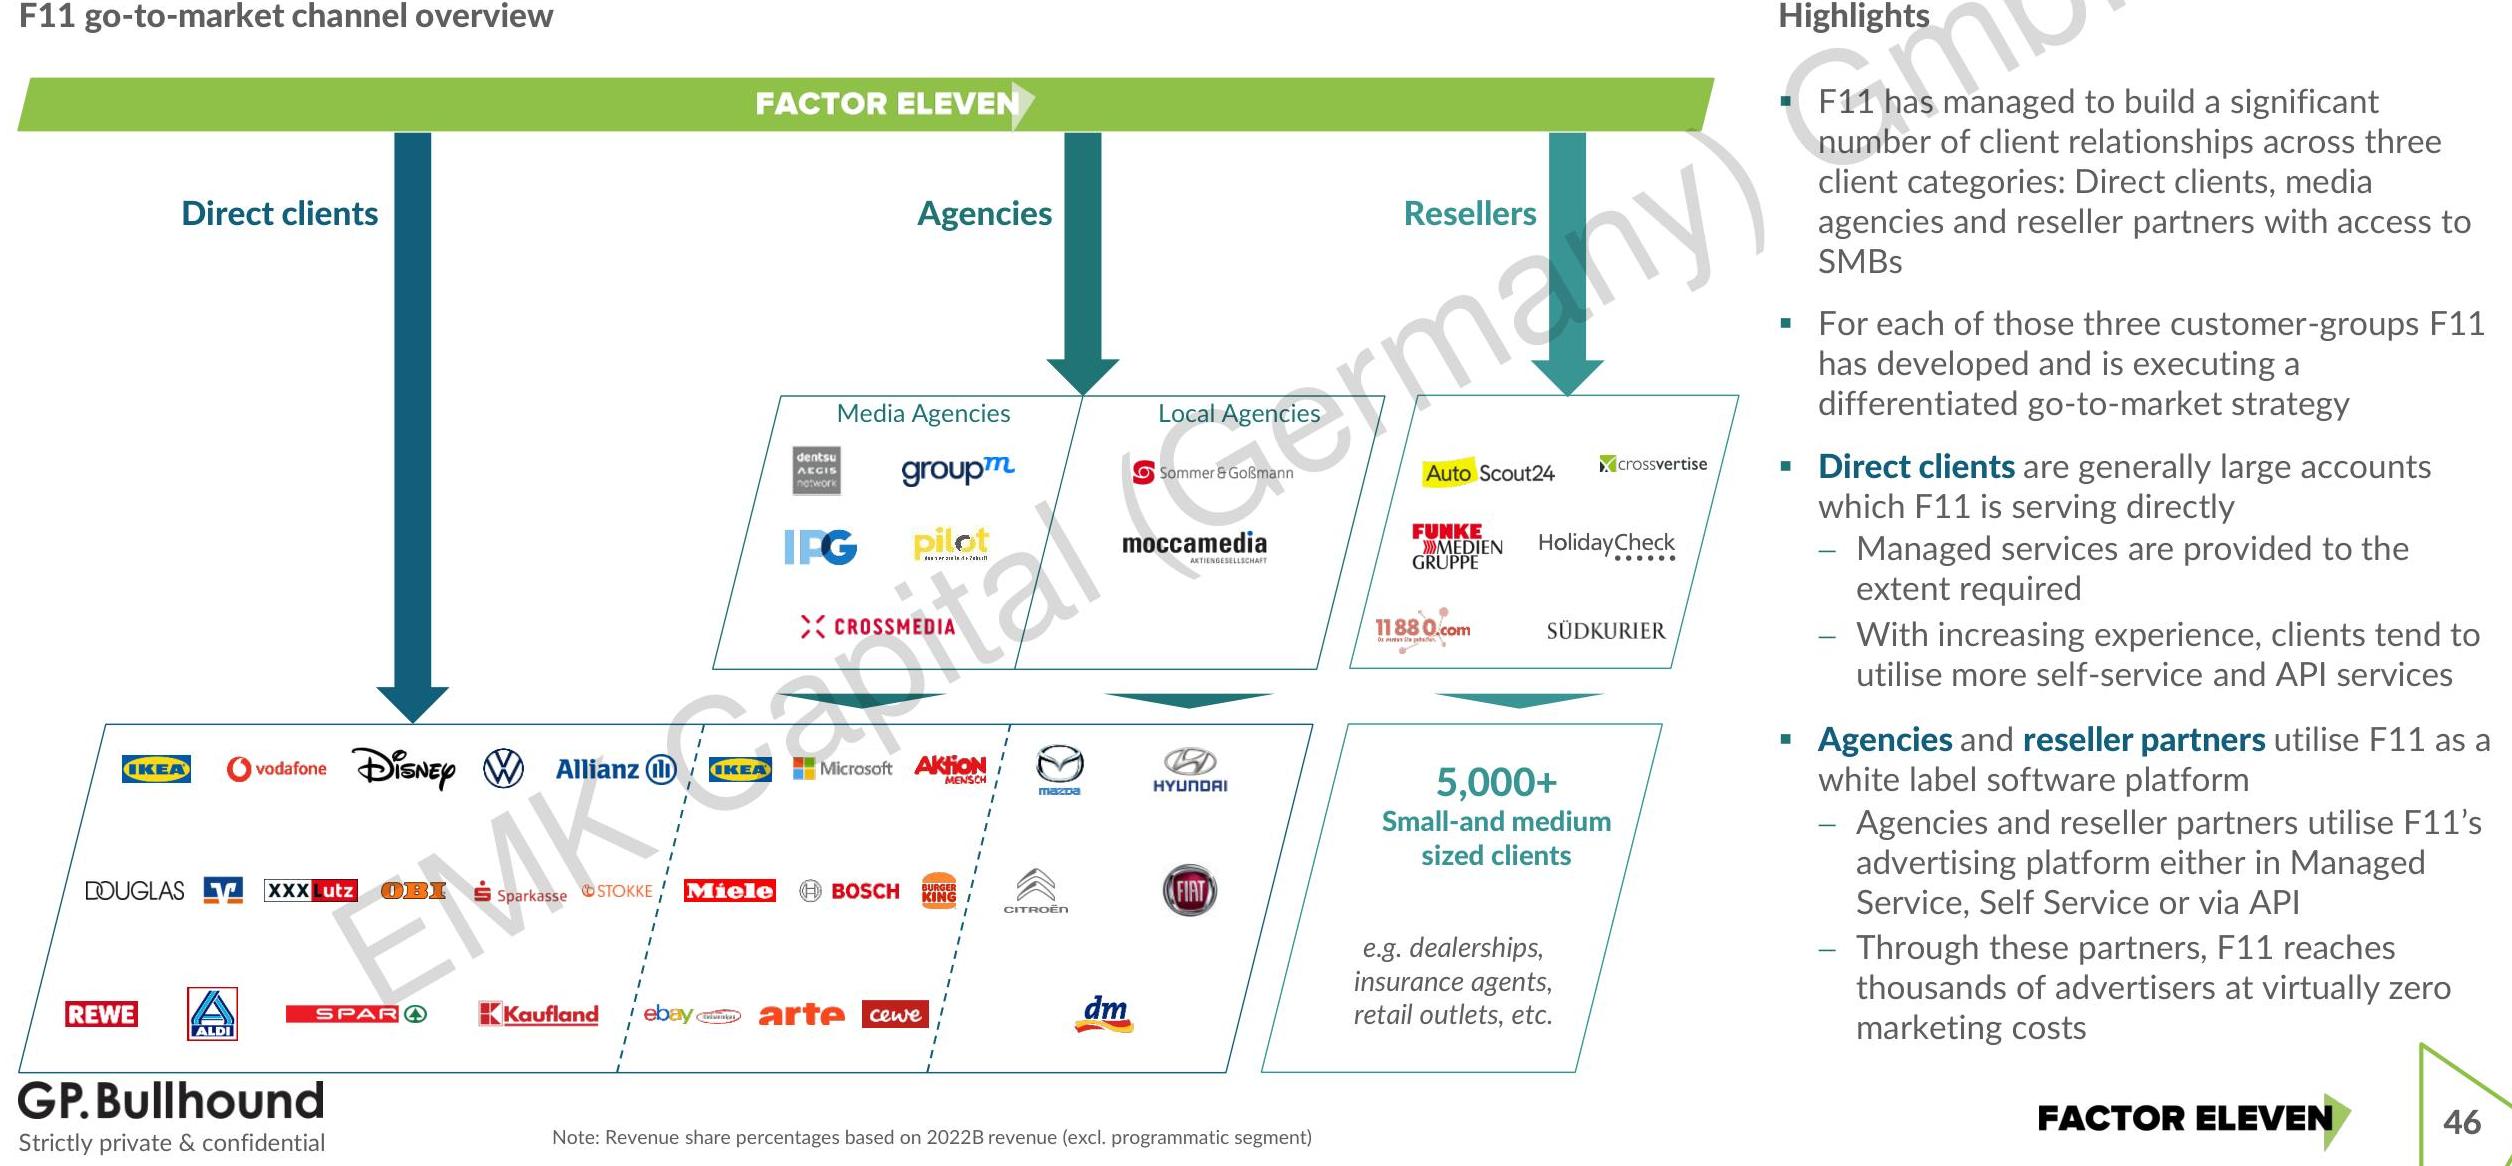 F11 go-to-market channel overview
FACTOR ELEVEN
Direct clients
Agencies
Resellers
Media Agencies
Local Agencies
dentsu
AEGIS
network
groupm
Sommer & Goßmann
Auto Scout24
crossvertise
IPG
pilot
moccamedia
AKTIENGESELLSCHAFT
FUNKE
MEDIEN
GRUPPE
HolidayCheck
CROSSMEDIA
11880.com
SÜDKURIER
IKEA
vodafone
Disney
Allianz
IKEA
Microsoft
AKTION
MENSCH
mazda
HYUNDAI
DOUGLAS
XXXLutz
OBI
Sparkasse
STOKKE
Miele
BOSCH
BURGER
KING
CITROËN
FIAT
REWE
ALDI
SPAR
Kaufland
ebay
arte
cewe
dm
5,000+
Small-and medium
sized clients
e.g. dealerships,
insurance agents,
retail outlets, etc.
Highlights
F11 has managed to build a significant
number of client relationships across three
client categories: Direct clients, media
agencies and reseller partners with access to
SMBs
For each of those three customer-groups F11
has developed and is executing a
differentiated go-to-market strategy
Direct clients are generally large accounts
which F11 is serving directly
– Managed services are provided to the
extent required
– With increasing experience, clients tend to
utilise more self-service and API services
Agencies and reseller partners utilise F11 as a
white label software platform
– Agencies and reseller partners utilise F11’s
advertising platform either in Managed
Service, Self Service or via API
– Through these partners, F11 reaches
thousands of advertisers at virtually zero
marketing costs
EMK Capital (Germany) GmbH
GP.Bullhound
Strictly private & confidential
Note: Revenue share percentages based on 2022B revenue (excl. programmatic segment)
FACTOR ELEVEN
46